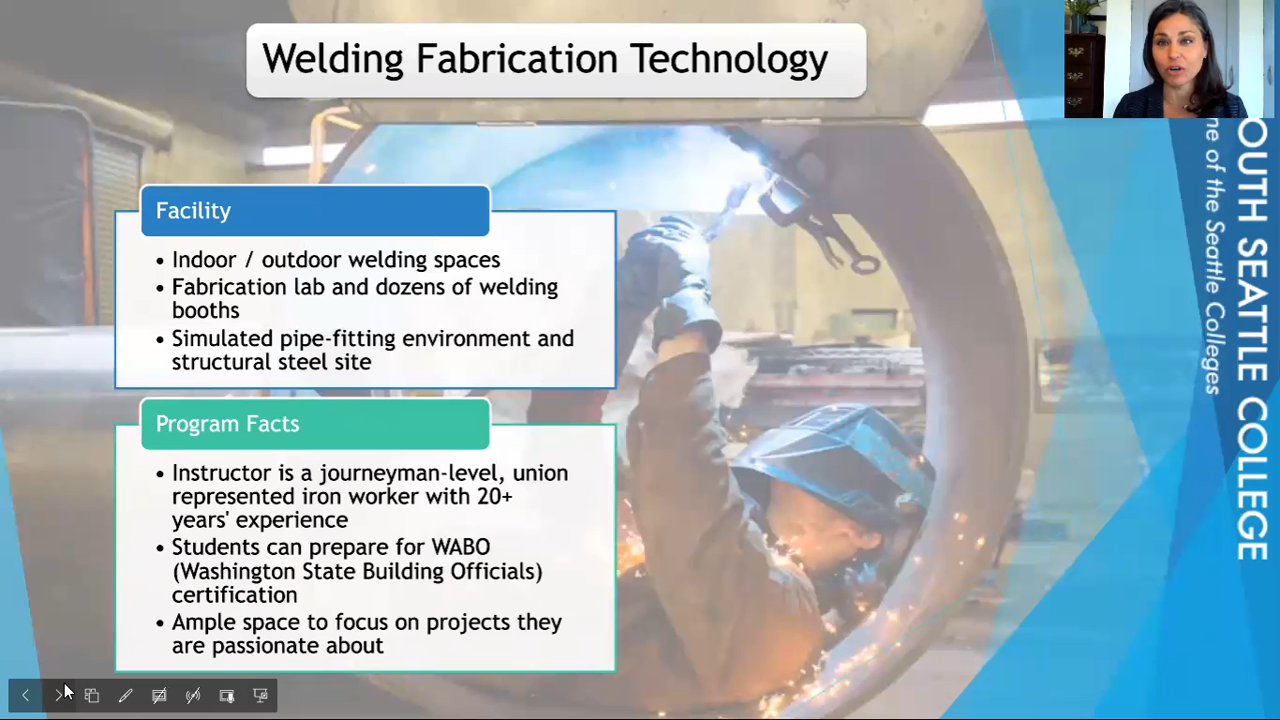 Welding Fabrication Technology
Facility
• Indoor / outdoor welding spaces
• Fabrication lab and dozens of welding
booths
• Simulated pipe-fitting environment and
structural steel site
Program Facts
• Instructor is a journeyman-level, union
represented iron worker with 20+
years' experience
• Students can prepare for WABO
(Washington State Building Officials)
certification
• Ample space to focus on projects they
are passionate about
OUTH SEATTLE COLLEGE
ne of the Seattle Colleges